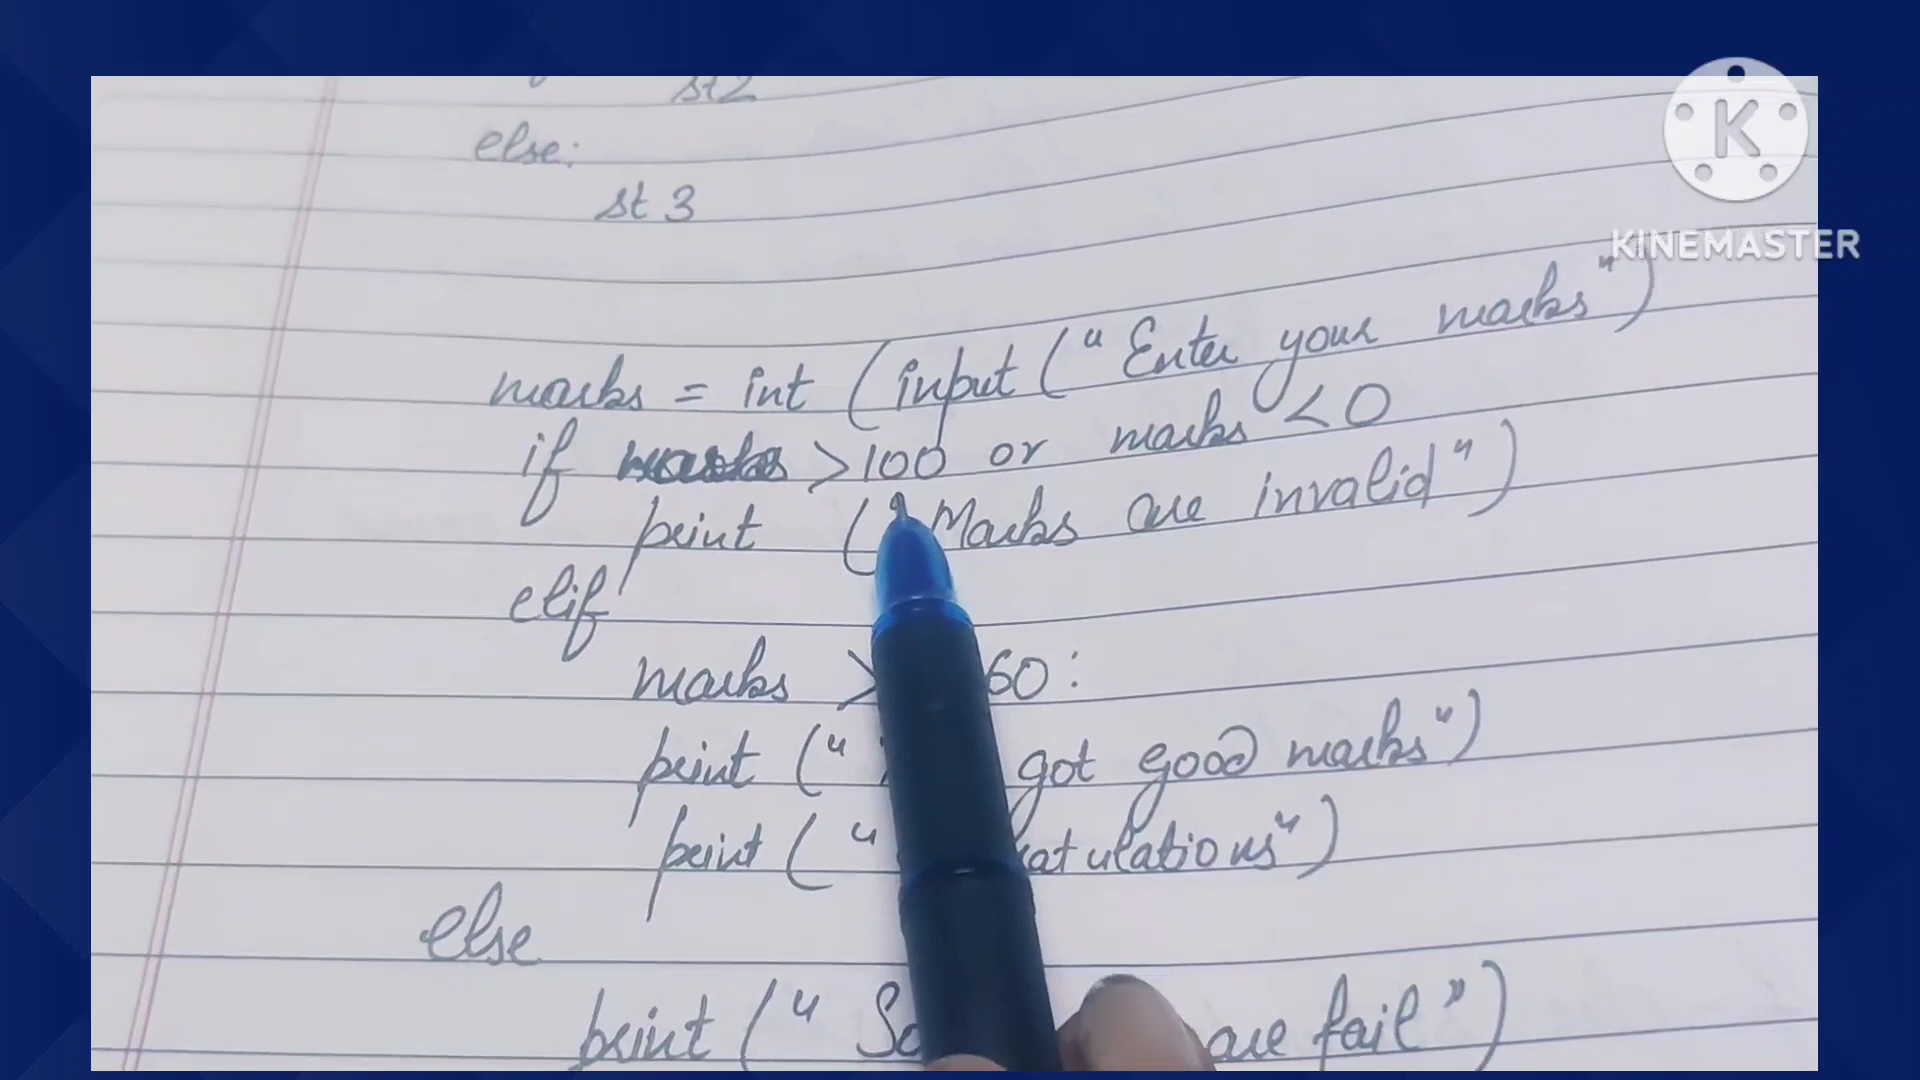 st2
else:
st 3
K
KINEMASTER
marks = int (input ("Enter your marks")
if marks >100 or marks <0
print ( Marks are invalid")
elif
marks > 60:
print (" got good marks")
print ("
else
print (" are fail")